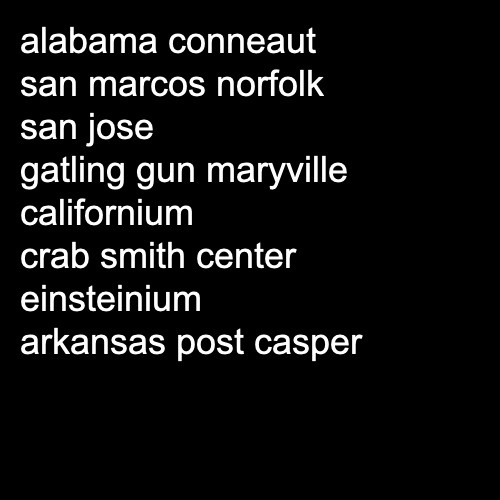 alabama conneaut
san marcos norfolk
san jose
gatling gun maryville
californium
crab smith center
einsteinium
arkansas post casper